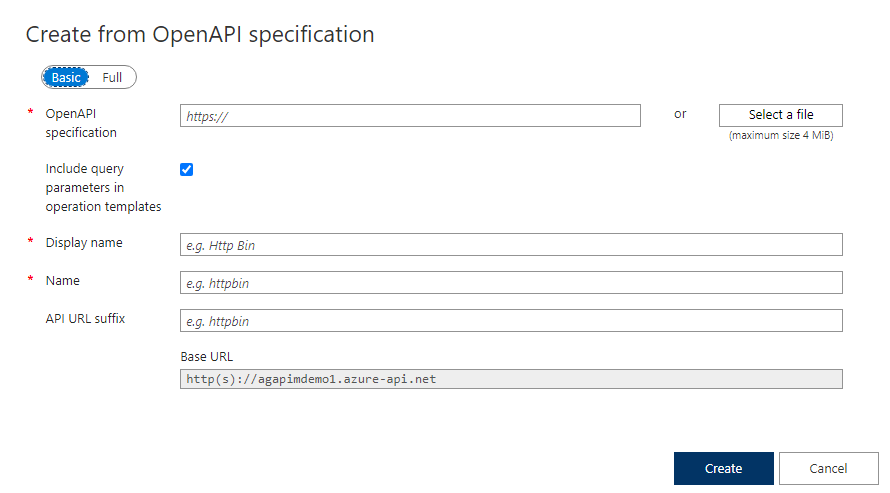 Create from OpenAPI specification
Basic Full
* OpenAPI specification
https://
or
Select a file
(maximum size 4 MiB)
Include query parameters in operation templates
* Display name
e.g. Http Bin
* Name
e.g. httpbin
API URL suffix
e.g. httpbin
Base URL
http(s)://agapimdemo1.azure-api.net
Create
Cancel